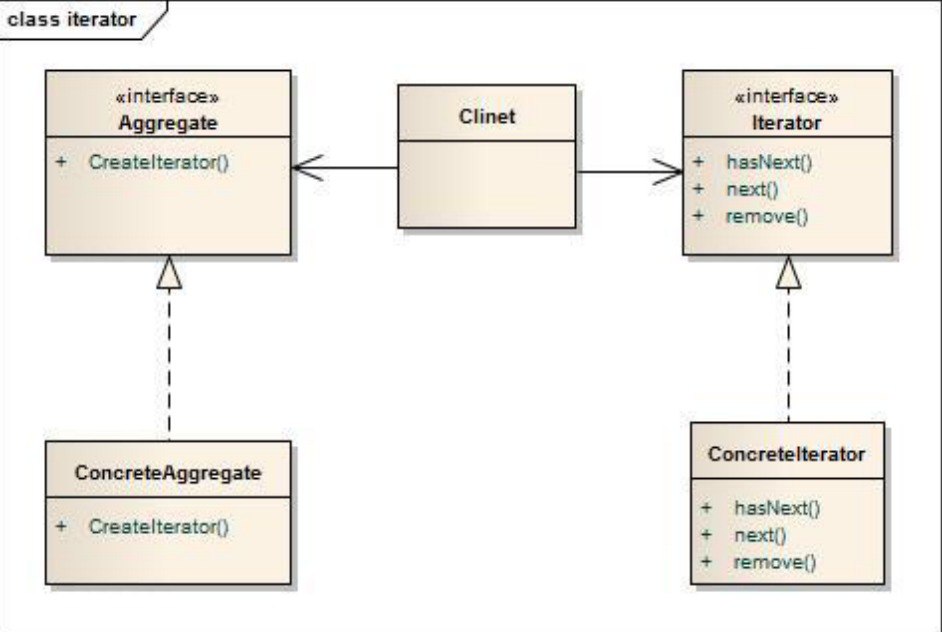 class iterator
«interface»
Aggregate
+ CreateIterator()
Clinet
«interface»
Iterator
+ hasNext()
+ next()
+ remove()
ConcreteAggregate
+ CreateIterator()
ConcreteIterator
+ hasNext()
+ next()
+ remove()